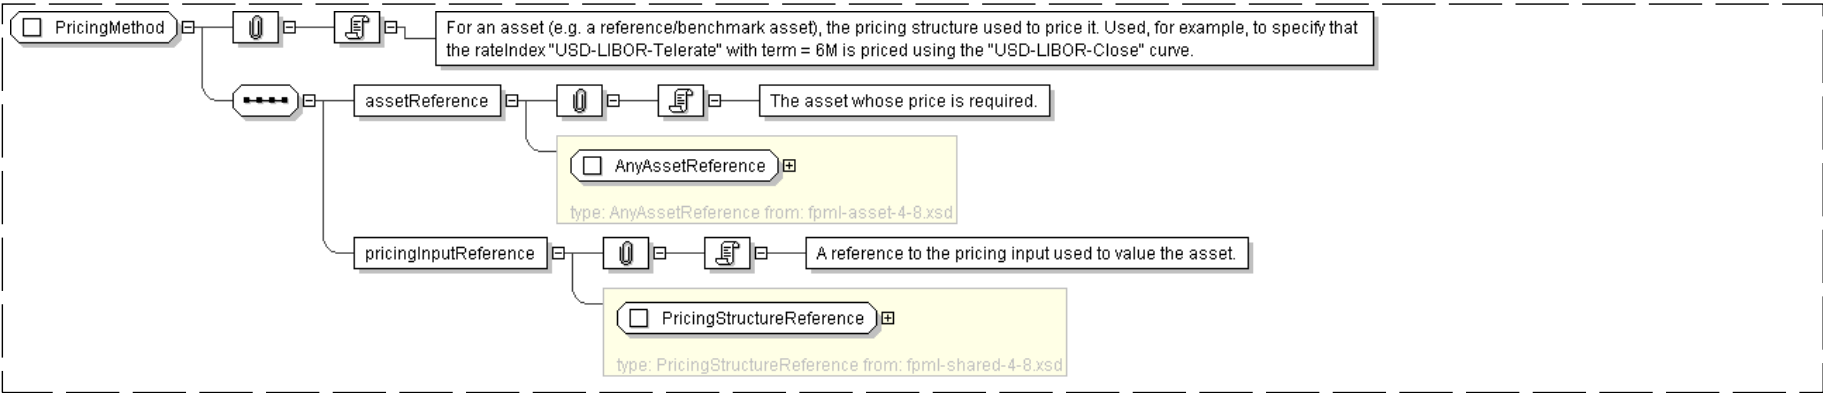 PricingMethod
For an asset (e.g. a reference/benchmark asset), the pricing structure used to price it. Used, for example, to specify that
the rateIndex "USD-LIBOR-Telerate" with term = 6M is priced using the "USD-LIBOR-Close" curve.
assetReference
The asset whose price is required.
AnyAssetReference
type: AnyAssetReference from: fpml-asset-4-8.xsd
pricingInputReference
A reference to the pricing input used to value the asset.
PricingStructureReference
type: PricingStructureReference from: fpml-shared-4-8.xsd